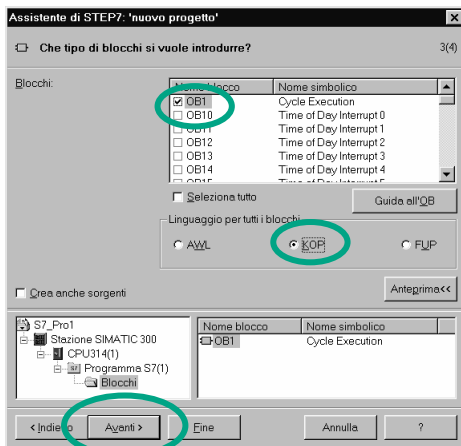 Assistente di STEP7: 'nuovo progetto'
Che tipo di blocchi si vuole introdurre? 3(4)
Blocchi:
Nome blocco Nome simbolico
OB1 Cycle Execution
OB10 Time of Day Interrupt 0
OB11 Time of Day Interrupt 1
OB12 Time of Day Interrupt 2
OB13 Time of Day Interrupt 3
OB14 Time of Day Interrupt 4
Seleziona tutto
Guida all'OB
Linguaggio per tutti i blocchi
AWL KOP FUP
Crea anche sorgenti
Anteprima<<
S7_Pro1
Stazione SIMATIC 300
CPU314(1)
Programma S7(1)
Blocchi
Nome blocco Nome simbolico
OB1 Cycle Execution
< Indietro Avanti > Fine Annulla ?